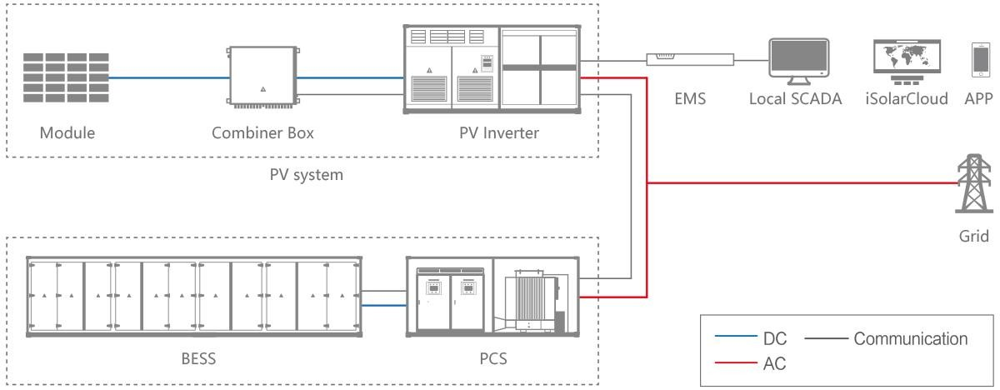 EMS
Local SCADA
iSolarCloud
APP
Module
Combiner Box
PV Inverter
PV system
Grid
BESS
PCS
DC
Communication
AC